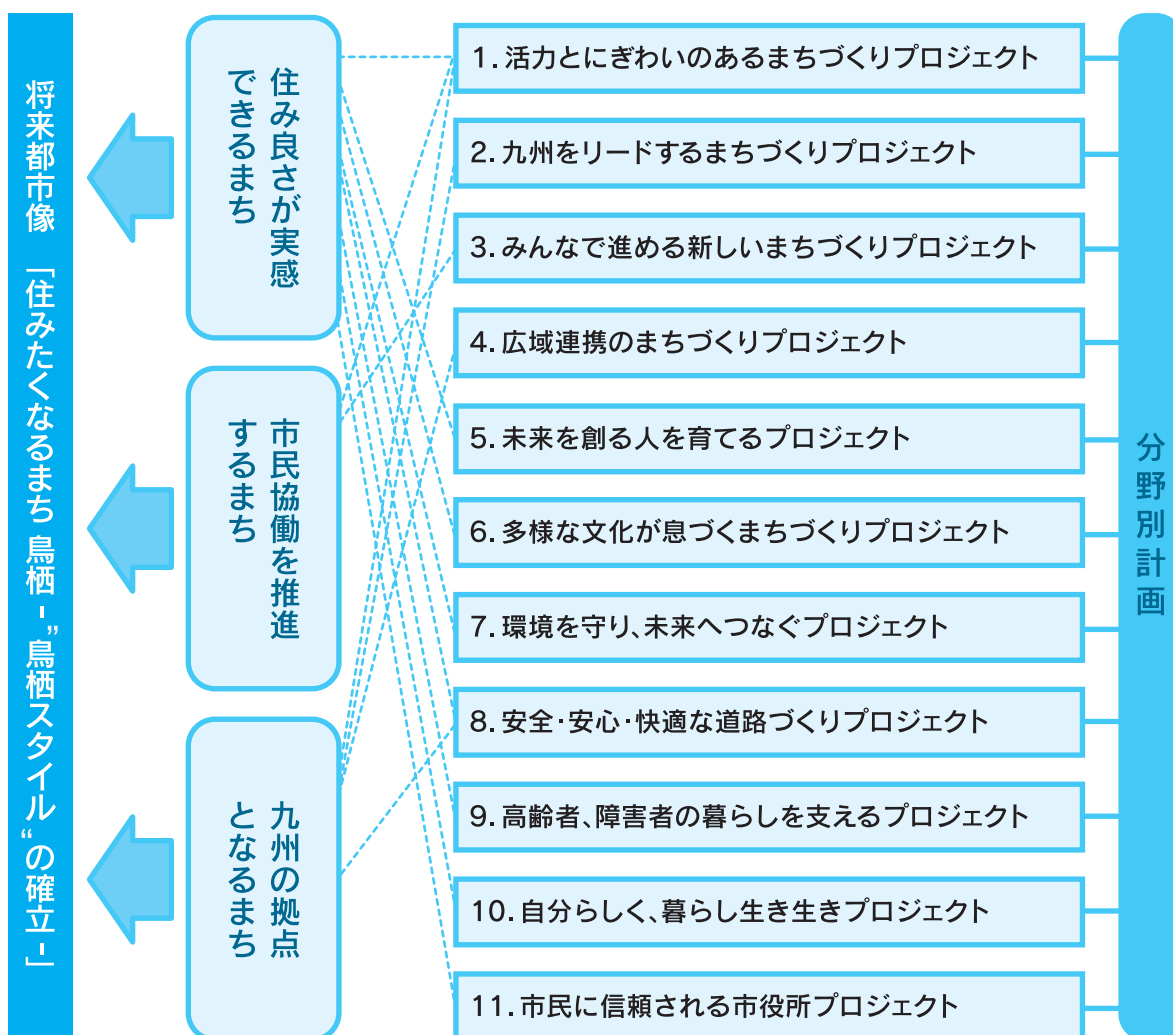 将来都市像 「住みたくなるまち 鳥栖-”鳥栖スタイル“の確立-」
住み良さが実感
できるまち
市民協働を推進
するまち
九州の拠点
となるまち
1.活力とにぎわいのあるまちづくりプロジェクト
2.九州をリードするまちづくりプロジェクト
3.みんなで進める新しいまちづくりプロジェクト
4.広域連携のまちづくりプロジェクト
5.未来を創る人を育てるプロジェクト
6.多様な文化が息づくまちづくりプロジェクト
7.環境を守り、未来へつなぐプロジェクト
8.安全・安心・快適な道路づくりプロジェクト
9.高齢者、障害者の暮らしを支えるプロジェクト
10.自分らしく、暮らし生き生きプロジェクト
11.市民に信頼される市役所プロジェクト
分野別計画